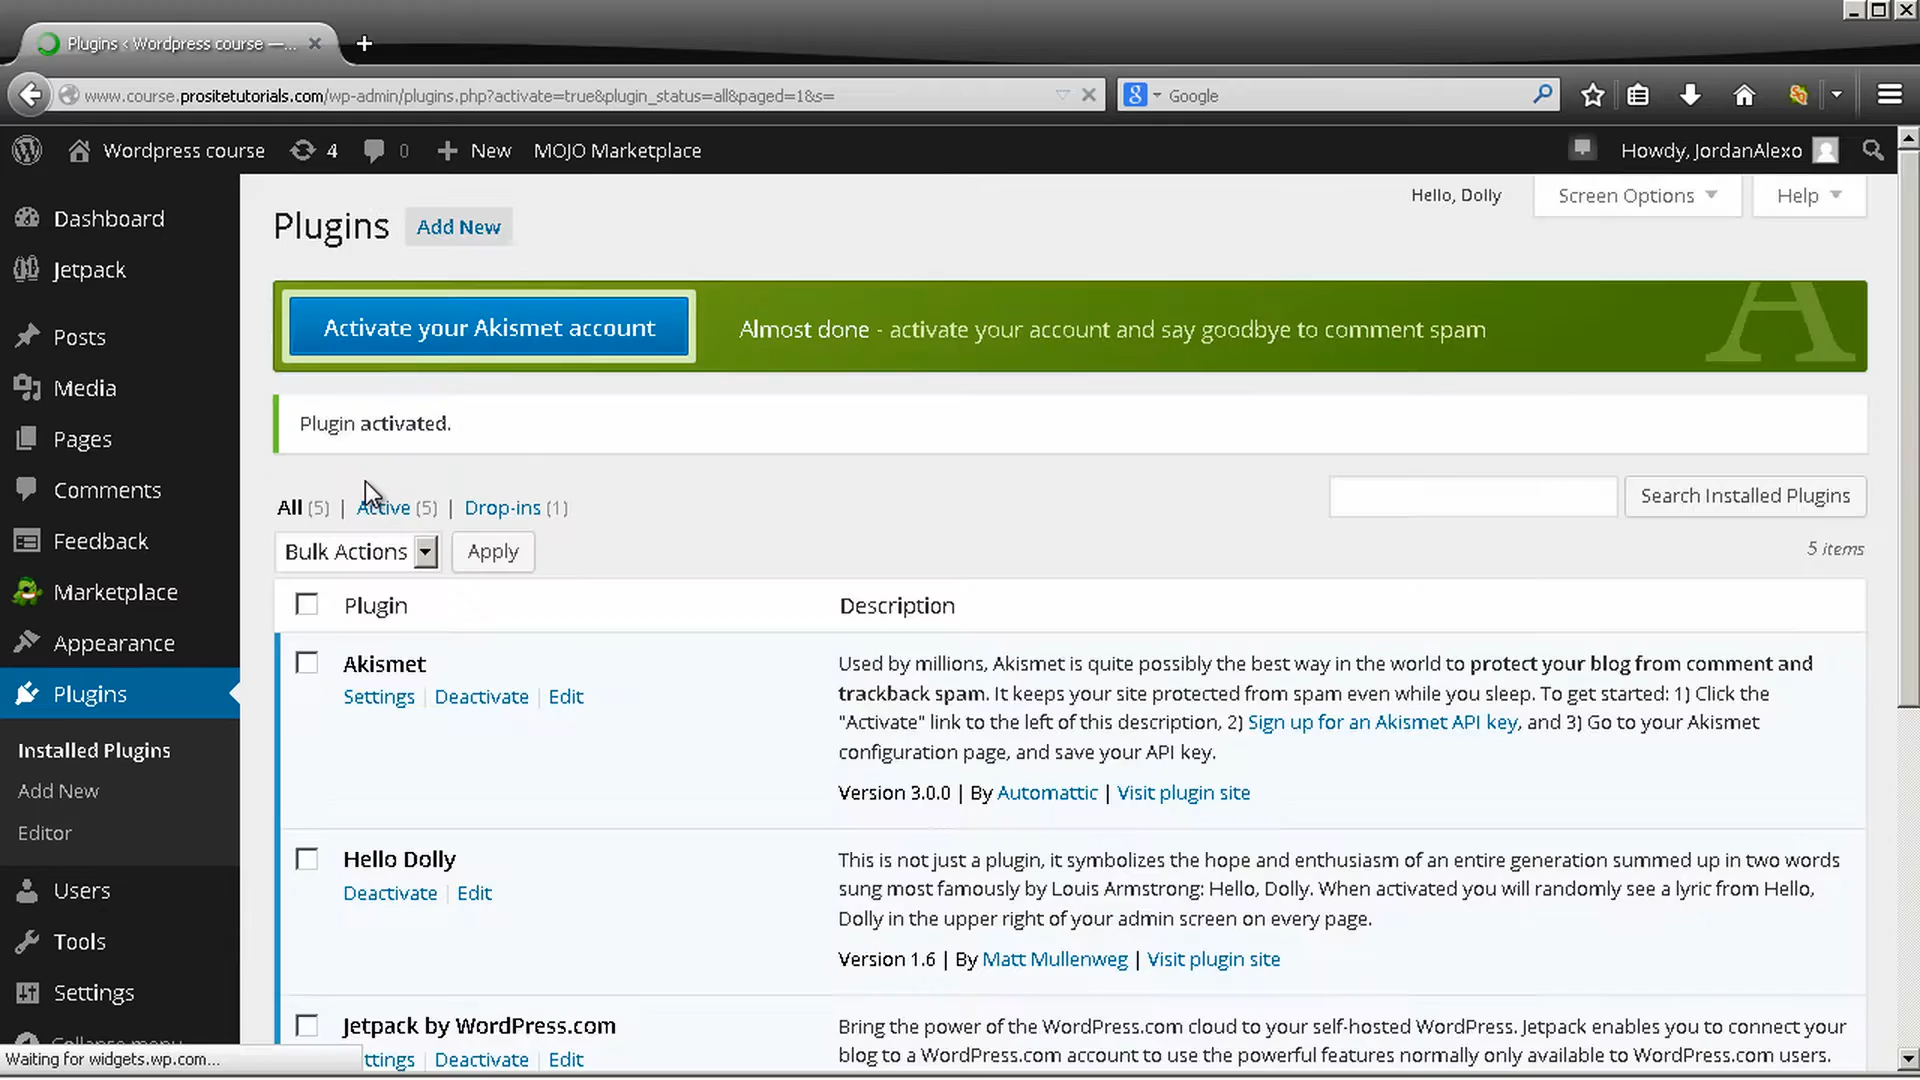 Plugins ‹ Wordpress course —...
www.course.prositetutorials.com/wp-admin/plugins.php?activate=true&plugin_status=all&paged=1&s=
Google
Wordpress course
4
0
New
MOJO Marketplace
Howdy, JordanAlexo
Dashboard
Jetpack
Posts
Media
Pages
Comments
Feedback
Marketplace
Appearance
Plugins
Installed Plugins
Add New
Editor
Users
Tools
Settings
Collapse menu
Waiting for widgets.wp.com...
Hello, Dolly
Screen Options
Help
Plugins
Add New
Activate your Akismet account
Almost done - activate your account and say goodbye to comment spam
Plugin activated.
All (5) | Active (5) | Drop-ins (1)
Search Installed Plugins
Bulk Actions
Apply
5 items
Plugin
Description
Akismet
Settings | Deactivate | Edit
Used by millions, Akismet is quite possibly the best way in the world to protect your blog from comment and
trackback spam. It keeps your site protected from spam even while you sleep. To get started: 1) Click the
"Activate" link to the left of this description, 2) Sign up for an Akismet API key, and 3) Go to your Akismet
configuration page, and save your API key.
Version 3.0.0 | By Automattic | Visit plugin site
Hello Dolly
Deactivate | Edit
This is not just a plugin, it symbolizes the hope and enthusiasm of an entire generation summed up in two words
sung most famously by Louis Armstrong: Hello, Dolly. When activated you will randomly see a lyric from Hello,
Dolly in the upper right of your admin screen on every page.
Version 1.6 | By Matt Mullenweg | Visit plugin site
Jetpack by WordPress.com
ttings | Deactivate | Edit
Bring the power of the WordPress.com cloud to your self-hosted WordPress. Jetpack enables you to connect your
blog to a WordPress.com account to use the powerful features normally only available to WordPress.com users.